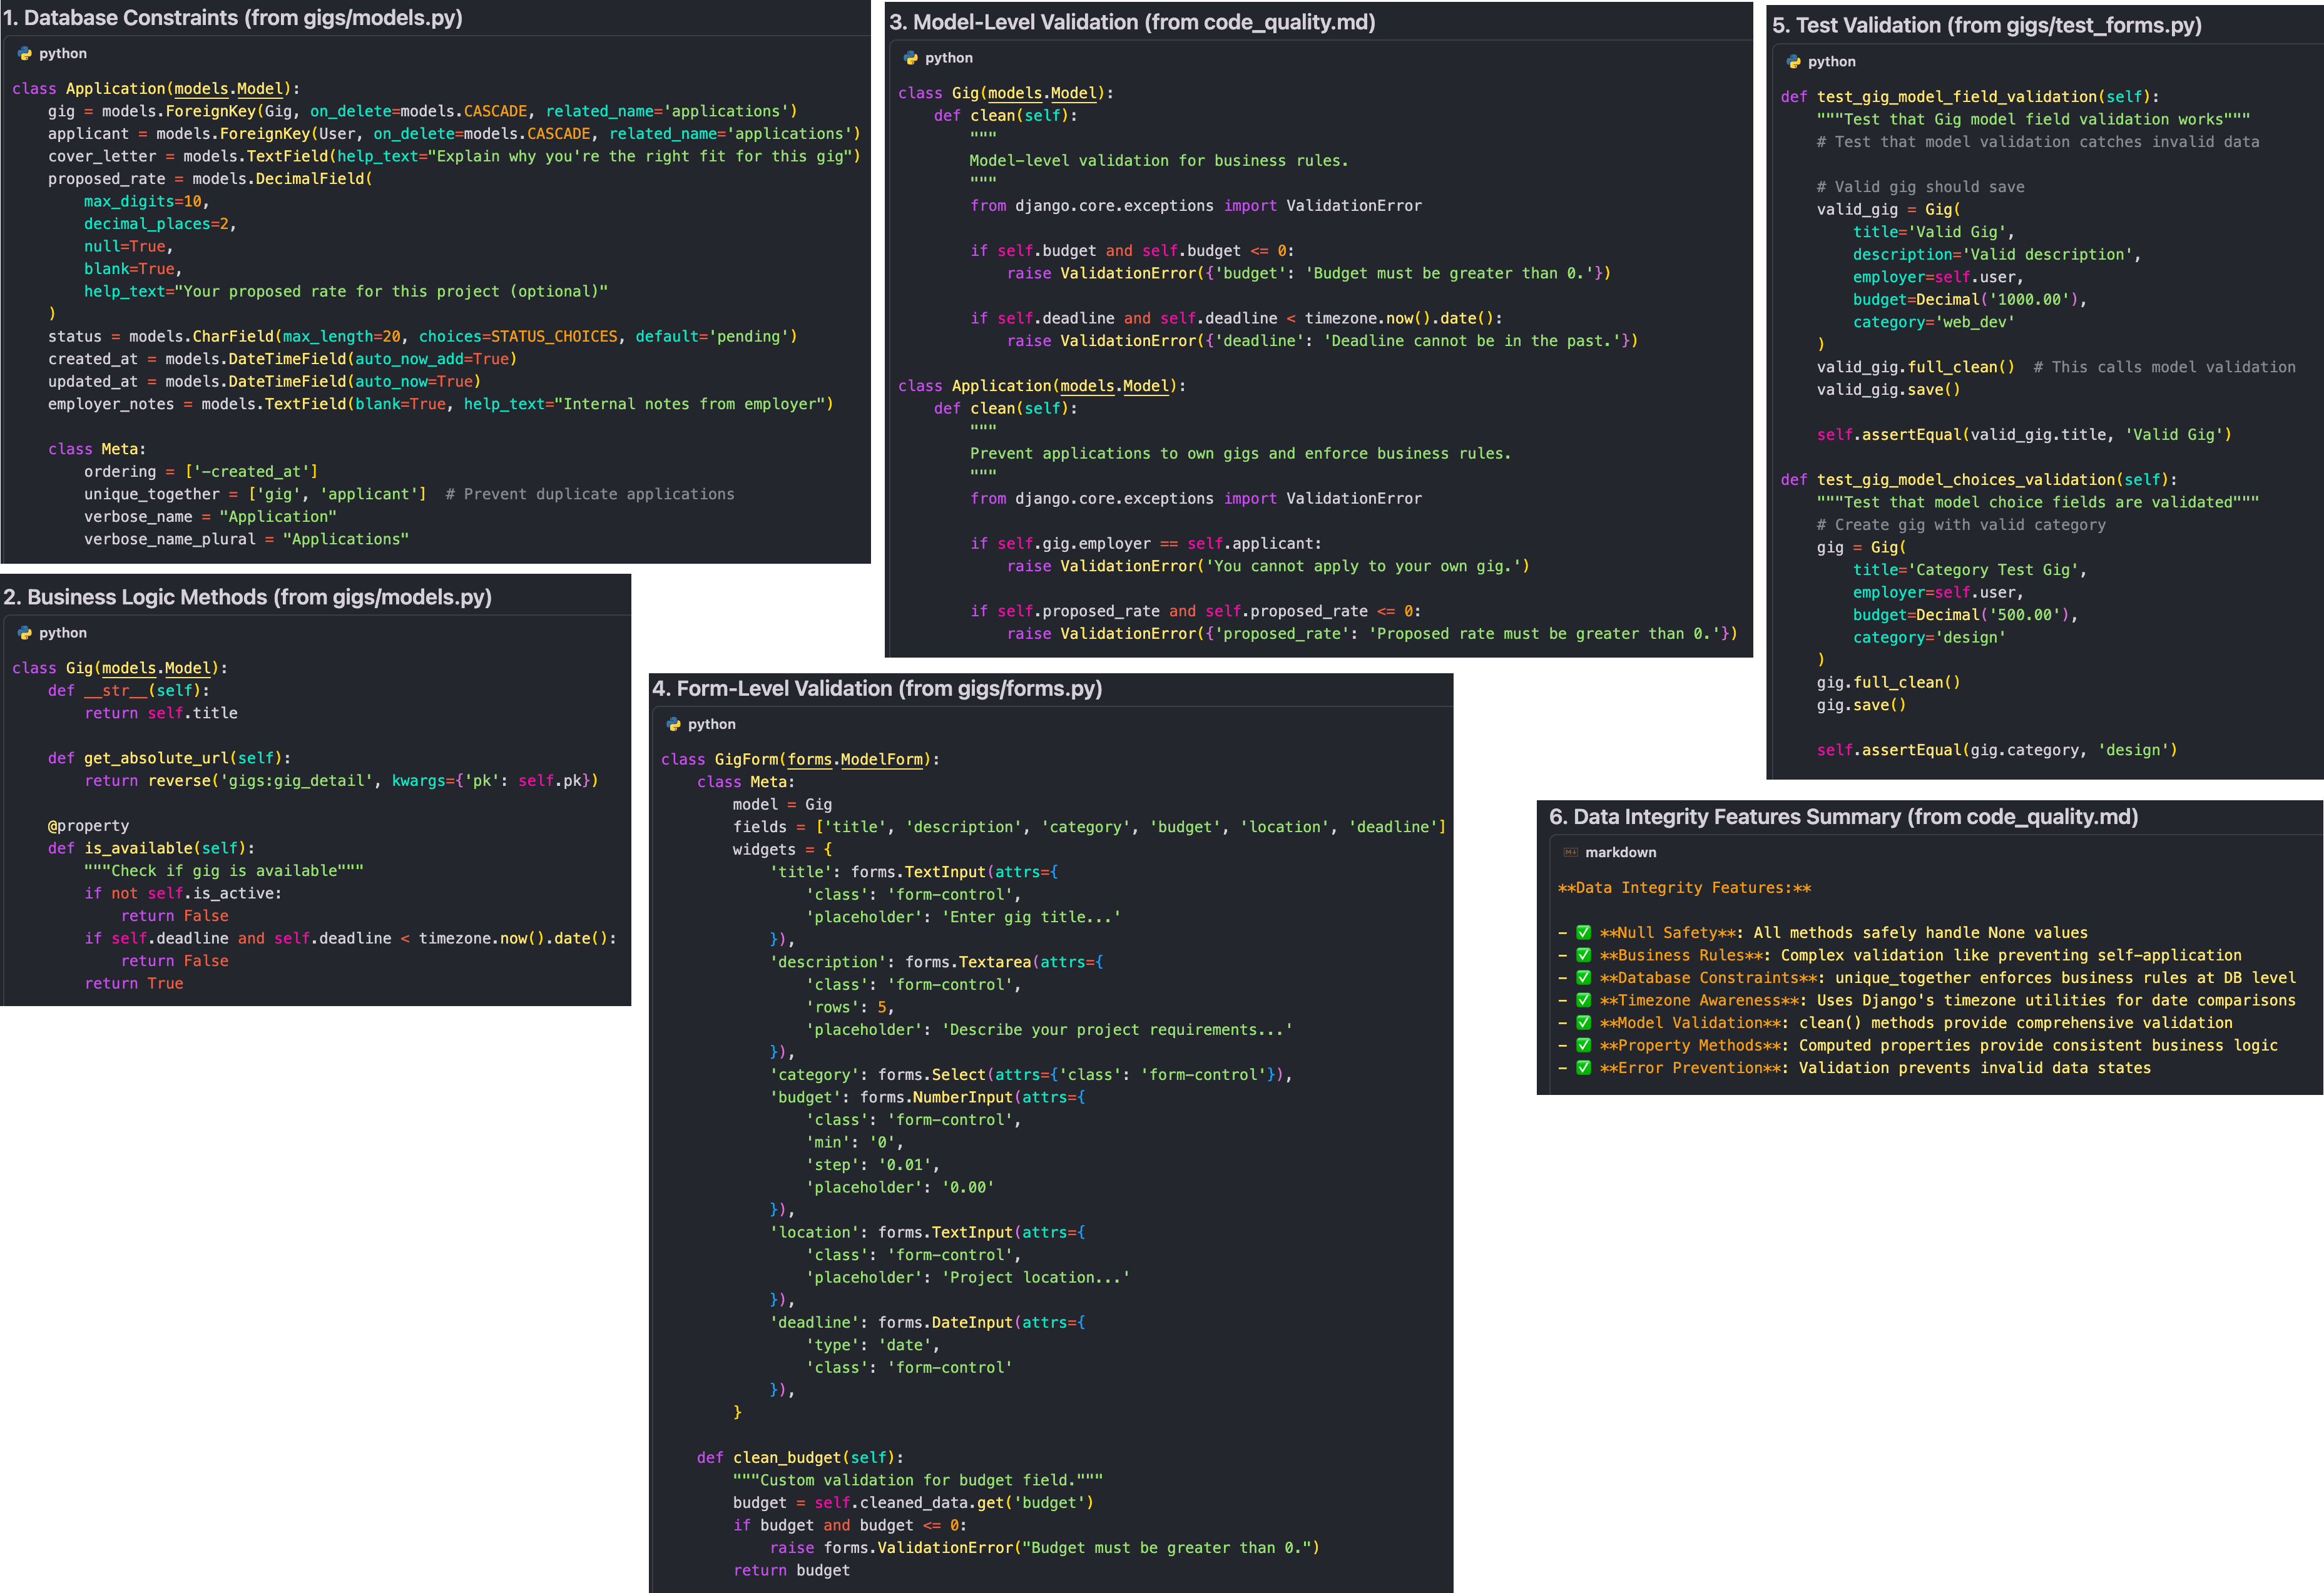 1. Database Constraints (from gigs/models.py)
python
class Application(models.Model):
    gig = models.ForeignKey(Gig, on_delete=models.CASCADE, related_name='applications')
    applicant = models.ForeignKey(User, on_delete=models.CASCADE, related_name='applications')
    cover_letter = models.TextField(help_text="Explain why you're the right fit for this gig")
    proposed_rate = models.DecimalField(
        max_digits=10,
        decimal_places=2,
        null=True,
        blank=True,
        help_text="Your proposed rate for this project (optional)"
    )
    status = models.CharField(max_length=20, choices=STATUS_CHOICES, default='pending')
    created_at = models.DateTimeField(auto_now_add=True)
    updated_at = models.DateTimeField(auto_now=True)
    employer_notes = models.TextField(blank=True, help_text="Internal notes from employer")
    class Meta:
        ordering = ['-created_at']
        unique_together = ['gig', 'applicant']  # Prevent duplicate applications
        verbose_name = "Application"
        verbose_name_plural = "Applications"
2. Business Logic Methods (from gigs/models.py)
python
class Gig(models.Model):
    def __str__(self):
        return self.title
    def get_absolute_url(self):
        return reverse('gigs:gig_detail', kwargs={'pk': self.pk})
    @property
    def is_available(self):
        """Check if gig is available"""
        if not self.is_active:
            return False
        if self.deadline and self.deadline < timezone.now().date():
            return False
        return True
3. Model-Level Validation (from code_quality.md)
python
class Gig(models.Model):
    def clean(self):
        """
        Model-level validation for business rules.
        """
        from django.core.exceptions import ValidationError
        if self.budget and self.budget <= 0:
            raise ValidationError({'budget': 'Budget must be greater than 0.'})
        if self.deadline and self.deadline < timezone.now().date():
            raise ValidationError({'deadline': 'Deadline cannot be in the past.'})
class Application(models.Model):
    def clean(self):
        """
        Prevent applications to own gigs and enforce business rules.
        """
        from django.core.exceptions import ValidationError
        if self.gig.employer == self.applicant:
            raise ValidationError('You cannot apply to your own gig.')
        if self.proposed_rate and self.proposed_rate <= 0:
            raise ValidationError({'proposed_rate': 'Proposed rate must be greater than 0.'})
4. Form-Level Validation (from gigs/forms.py)
python
class GigForm(forms.ModelForm):
    class Meta:
        model = Gig
        fields = ['title', 'description', 'category', 'budget', 'location', 'deadline']
        widgets = {
            'title': forms.TextInput(attrs={
                'class': 'form-control',
                'placeholder': 'Enter gig title...'
            }),
            'description': forms.Textarea(attrs={
                'class': 'form-control',
                'rows': 5,
                'placeholder': 'Describe your project requirements...'
            }),
            'category': forms.Select(attrs={'class': 'form-control'}),
            'budget': forms.NumberInput(attrs={
                'class': 'form-control',
                'min': '0',
                'step': '0.01',
                'placeholder': '0.00'
            }),
            'location': forms.TextInput(attrs={
                'class': 'form-control',
                'placeholder': 'Project location...'
            }),
            'deadline': forms.DateInput(attrs={
                'type': 'date',
                'class': 'form-control'
            }),
        }
    def clean_budget(self):
        """Custom validation for budget field."""
        budget = self.cleaned_data.get('budget')
        if budget and budget <= 0:
            raise forms.ValidationError("Budget must be greater than 0.")
        return budget
5. Test Validation (from gigs/test_forms.py)
python
def test_gig_model_field_validation(self):
    """Test that Gig model field validation works"""
    # Test that model validation catches invalid data
    # Valid gig should save
    valid_gig = Gig(
        title='Valid Gig',
        description='Valid description',
        employer=self.user,
        budget=Decimal('1000.00'),
        category='web_dev'
    )
    valid_gig.full_clean()  # This calls model validation
    valid_gig.save()
    self.assertEqual(valid_gig.title, 'Valid Gig')
def test_gig_model_choices_validation(self):
    """Test that model choice fields are validated"""
    # Create gig with valid category
    gig = Gig(
        title='Category Test Gig',
        employer=self.user,
        budget=Decimal('500.00'),
        category='design'
    )
    gig.full_clean()
    gig.save()
    self.assertEqual(gig.category, 'design')
6. Data Integrity Features Summary (from code_quality.md)
markdown
**Data Integrity Features:**
- ✅ **Null Safety**: All methods safely handle None values
- ✅ **Business Rules**: Complex validation like preventing self-application
- ✅ **Database Constraints**: unique_together enforces business rules at DB level
- ✅ **Timezone Awareness**: Uses Django's timezone utilities for date comparisons
- ✅ **Model Validation**: clean() methods provide comprehensive validation
- ✅ **Property Methods**: Computed properties provide consistent business logic
- ✅ **Error Prevention**: Validation prevents invalid data states